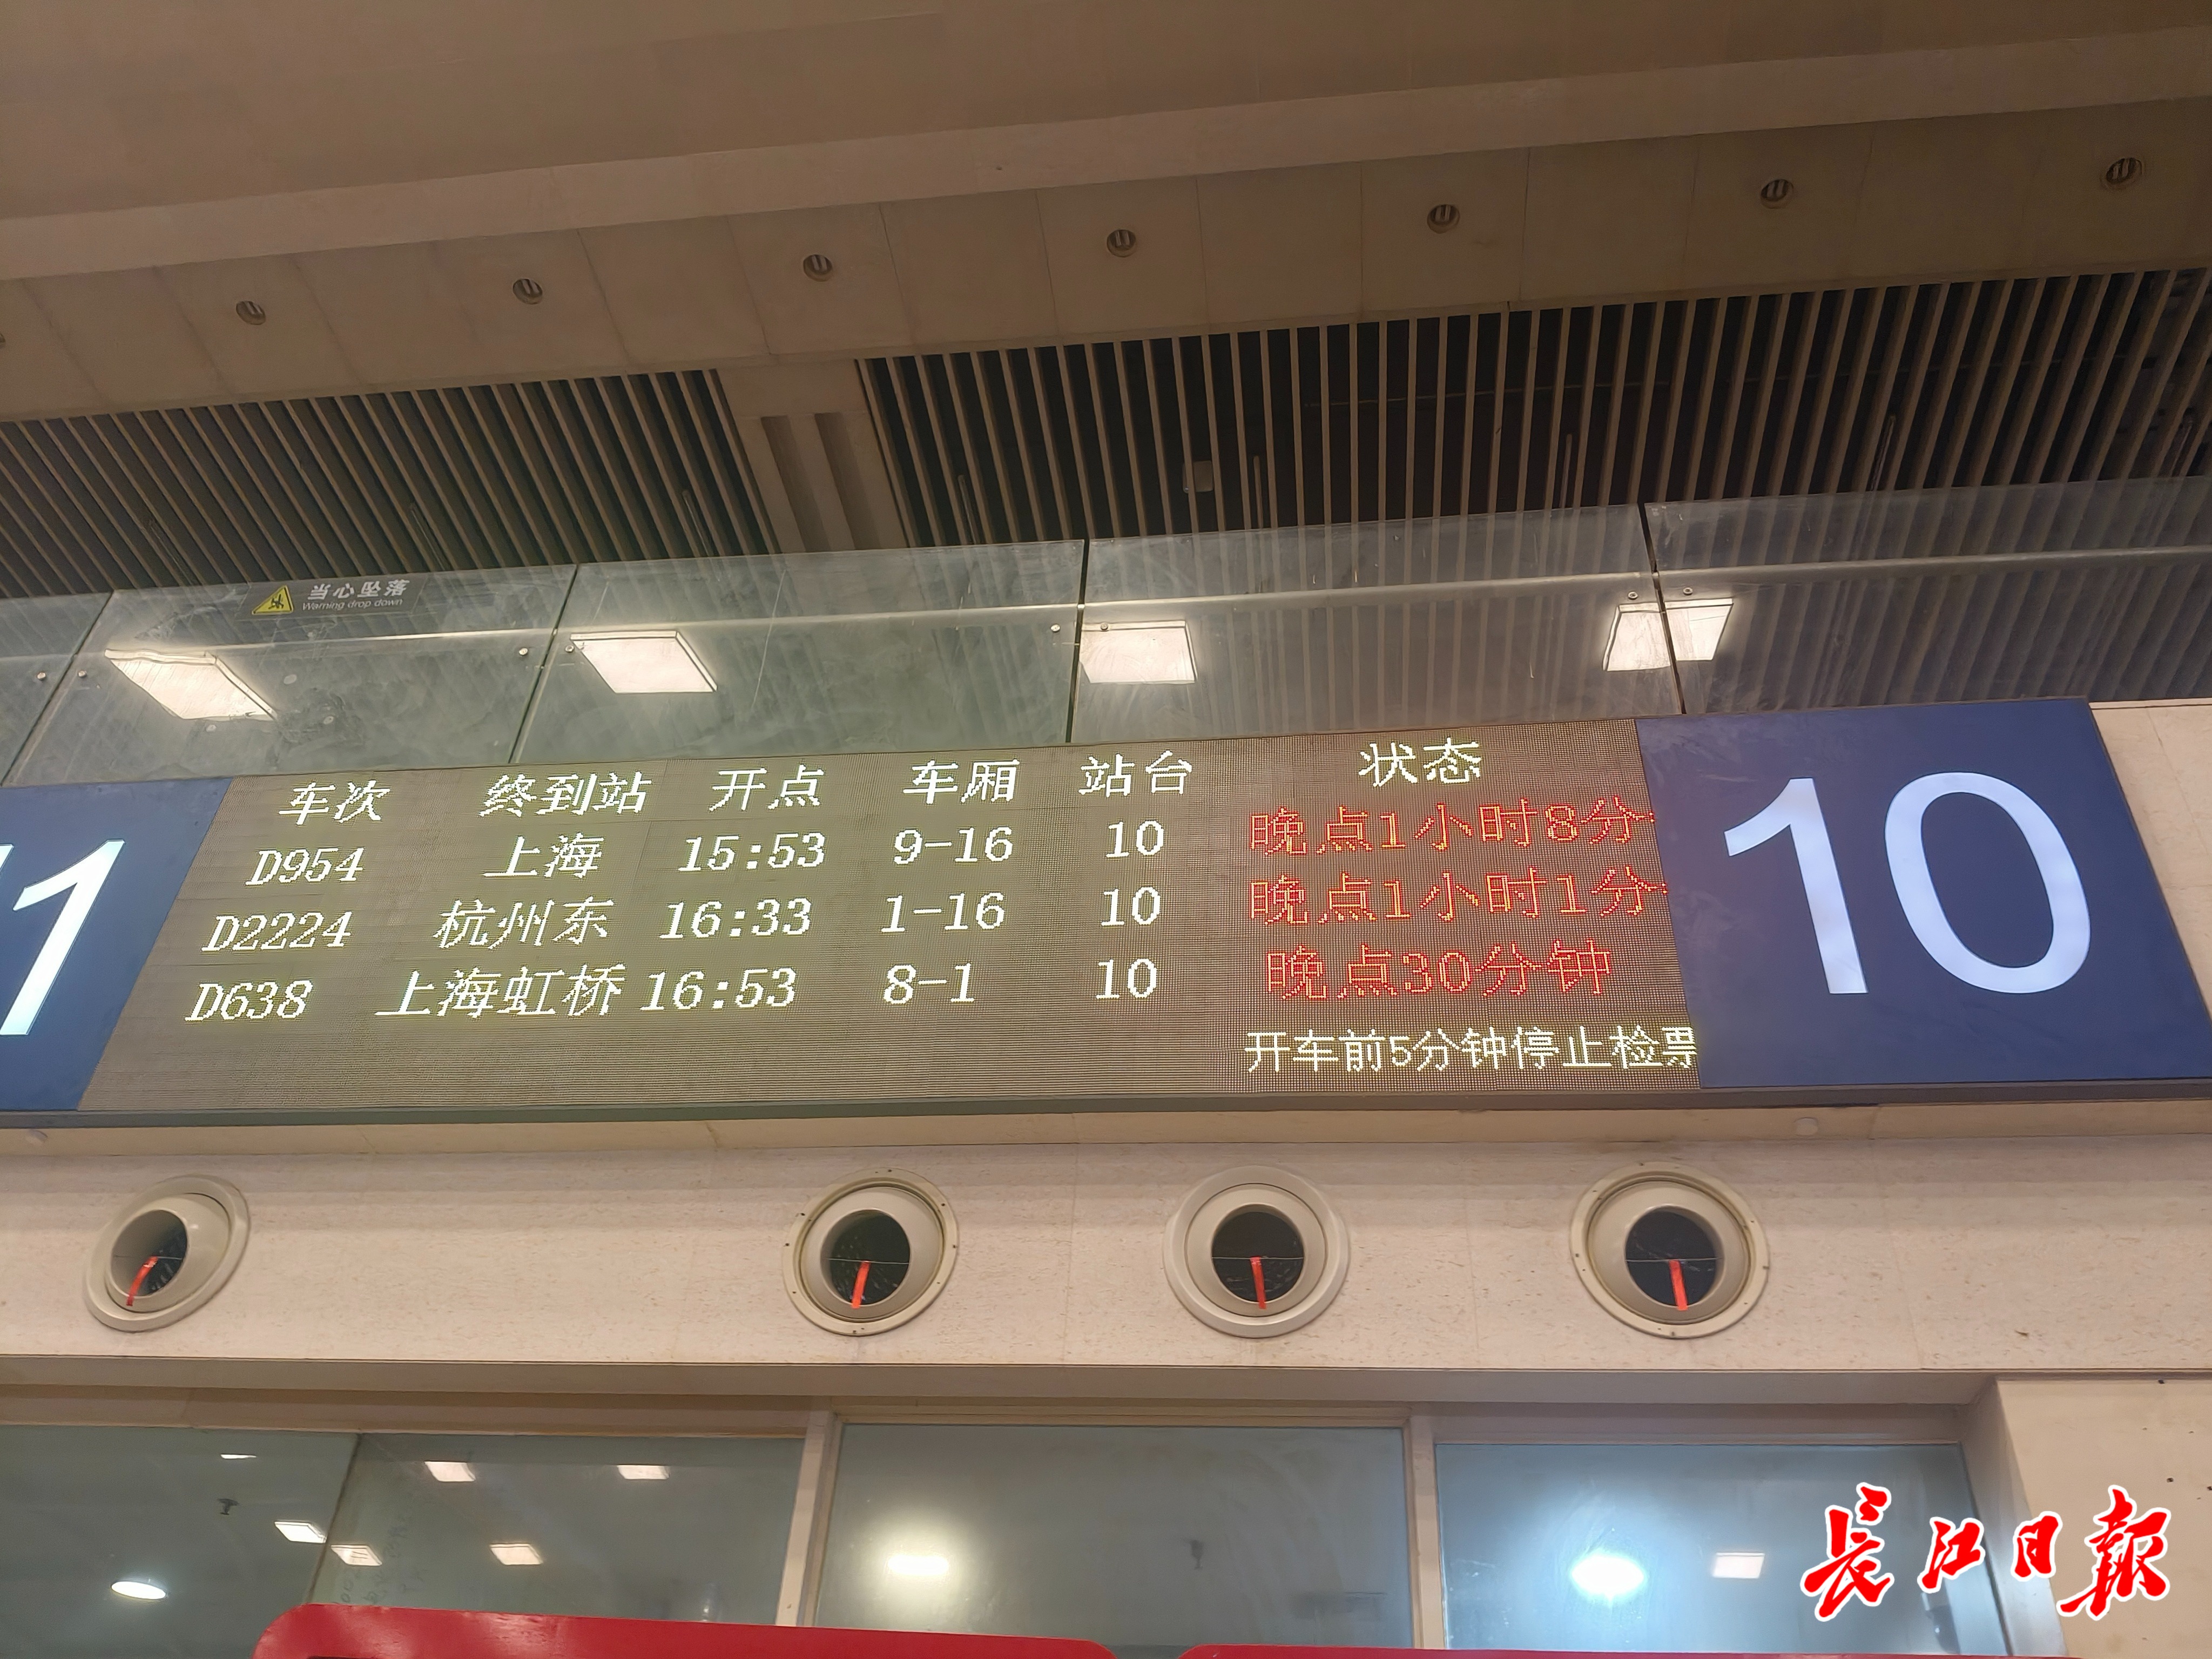 当心坠落
Warning drop down
车次 终到站 开点 车厢 站台 状态
D954 上海 15:53 9-16 10 晚点1小时8分
D2224 杭州东 16:33 1-16 10 晚点1小时1分
D638 上海虹桥 16:53 8-1 10 晚点30分钟
开车前5分钟停止检票
10
长江日報